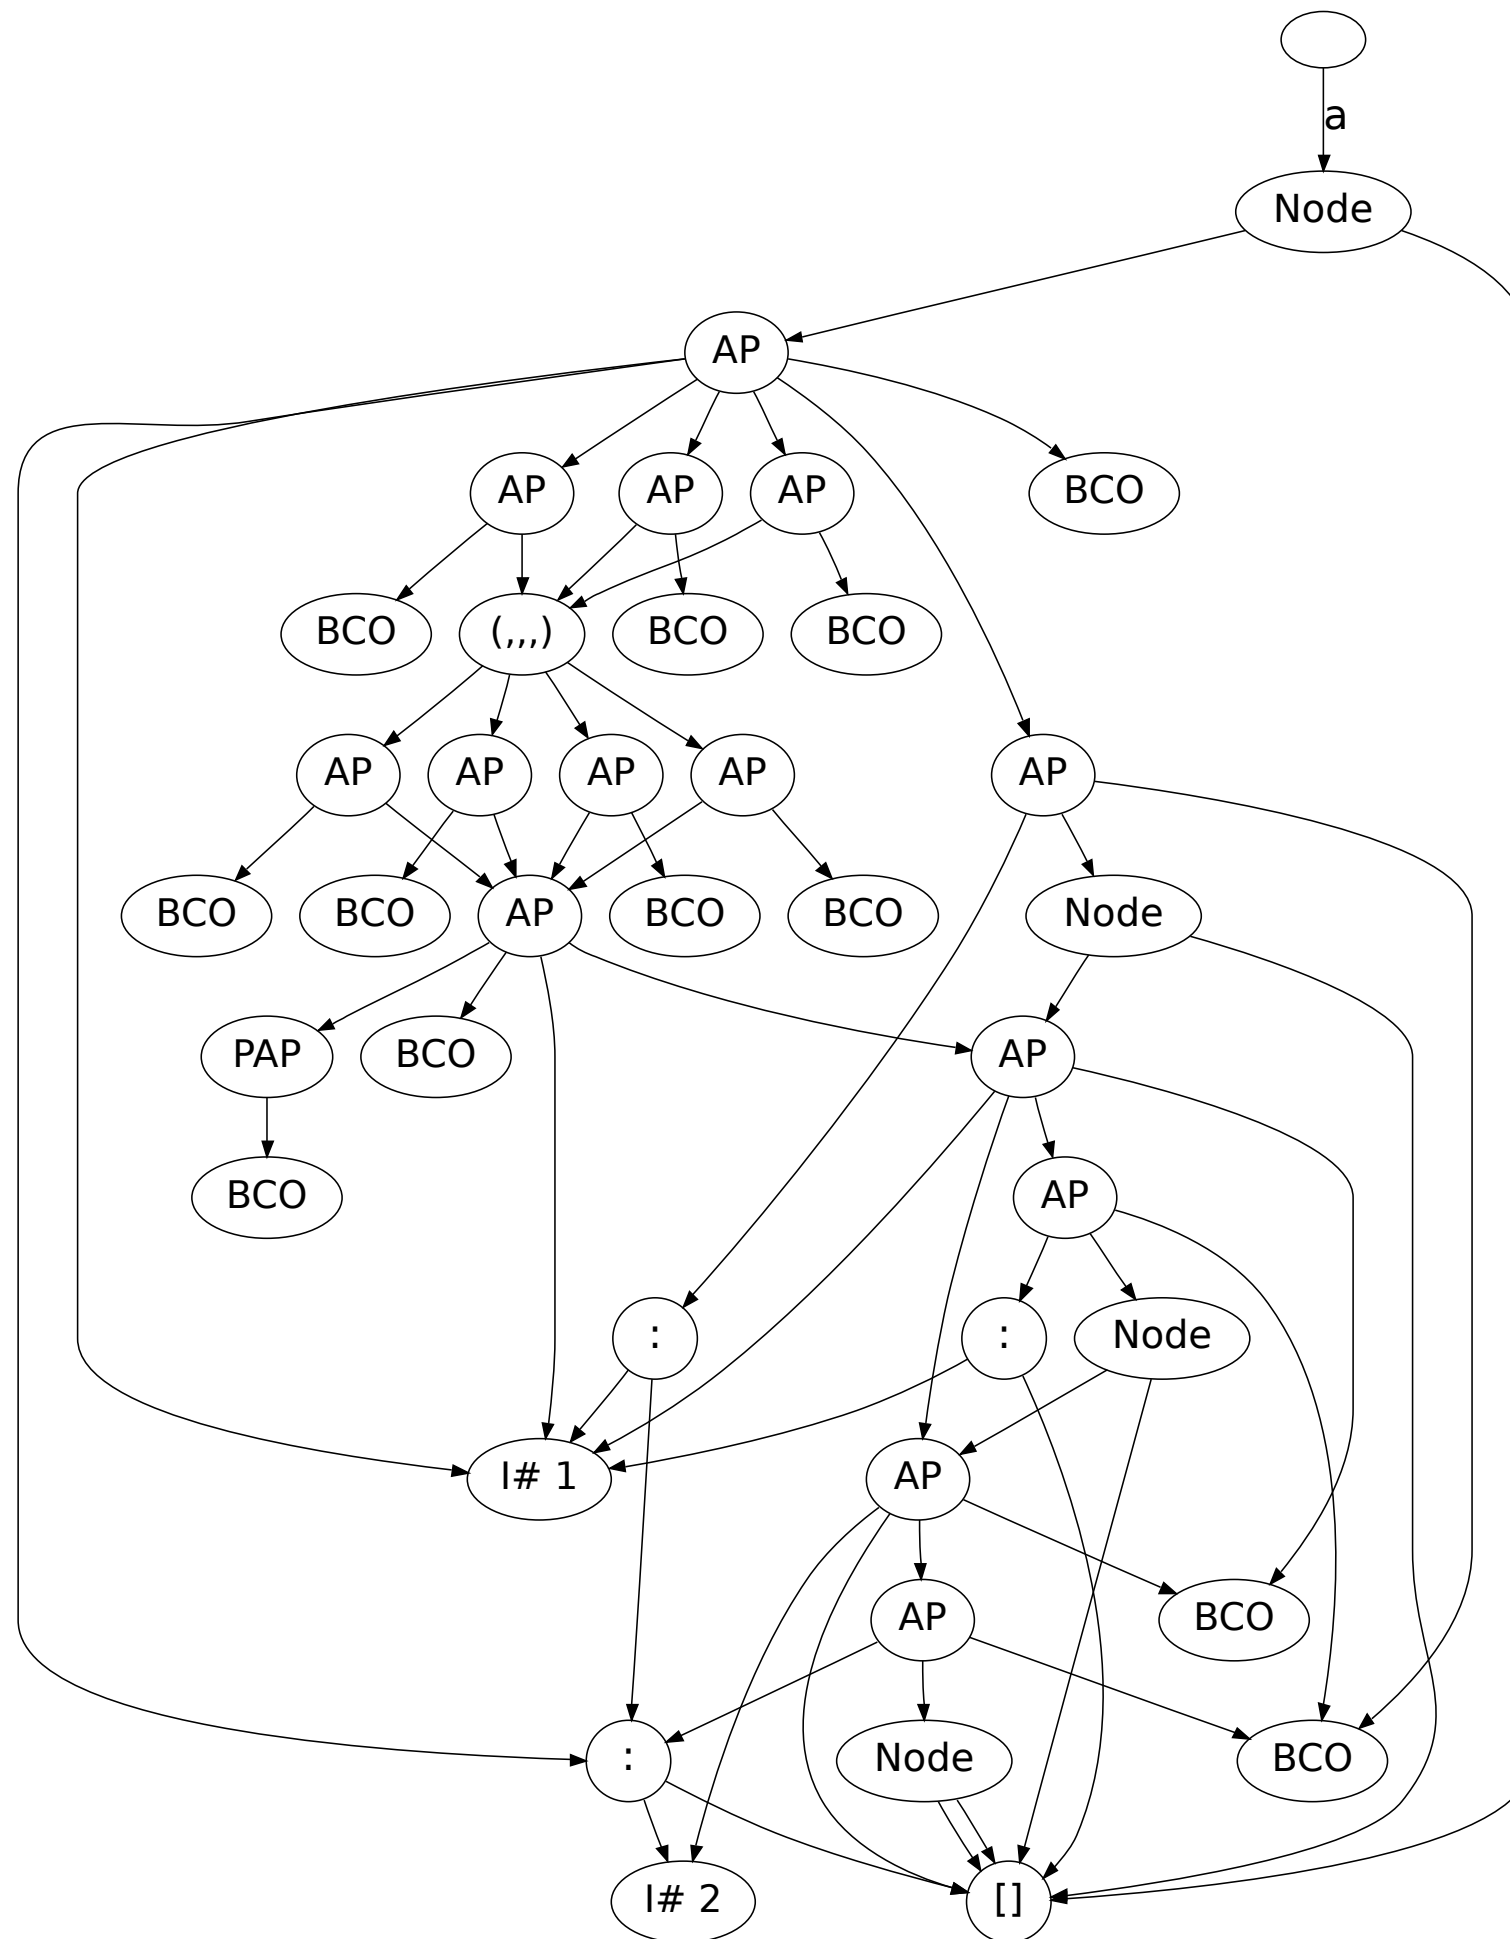 a
Node
AP
AP AP AP BCO
BCO (,,,) BCO BCO
AP AP AP AP AP
BCO BCO AP BCO BCO Node
PAP BCO AP
BCO AP
: : Node
I# 1 AP
AP BCO
: Node BCO
I# 2 []